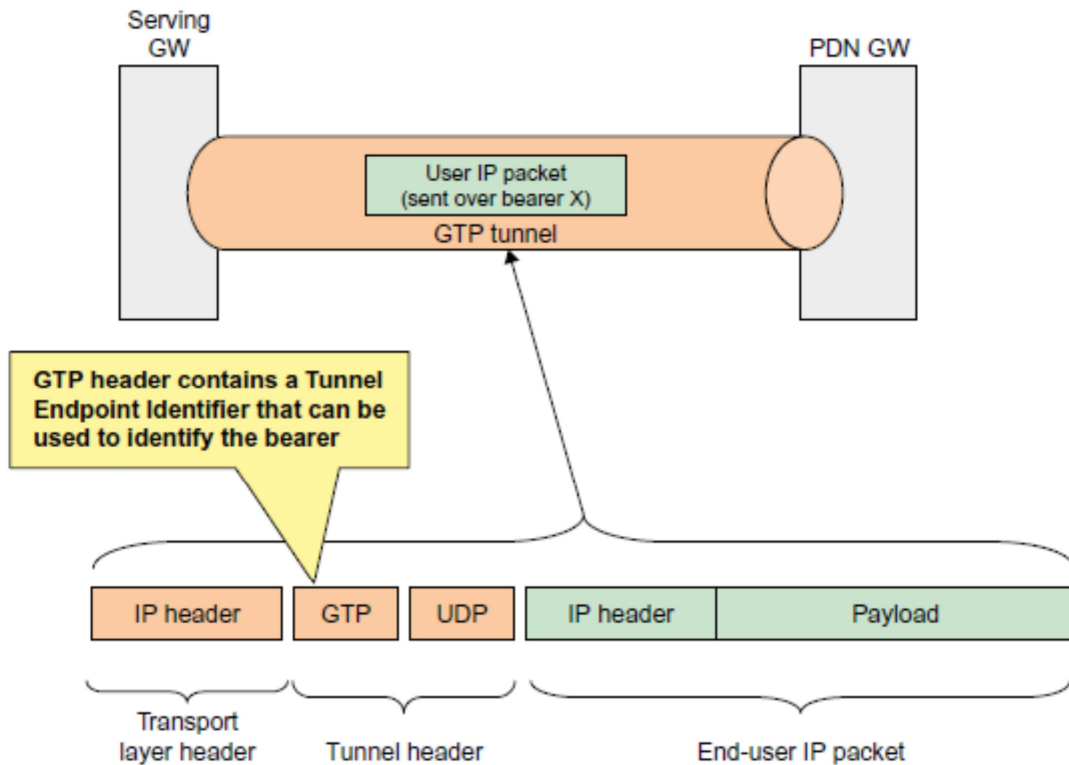 Serving
GW
PDN GW
User IP packet
(sent over bearer X)
GTP tunnel
GTP header contains a Tunnel
Endpoint Identifier that can be
used to identify the bearer
IP header
GTP
UDP
IP header
Payload
Transport
layer header
Tunnel header
End-user IP packet